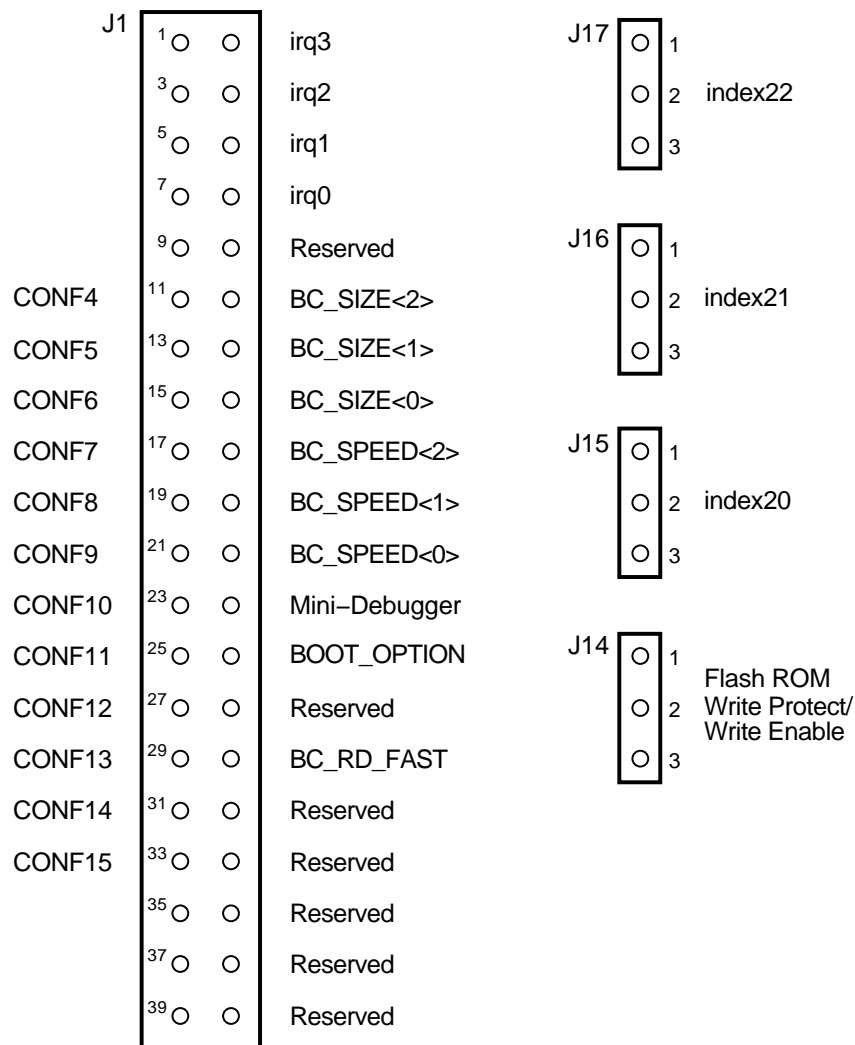 J1
1 irq3
3 irq2
5 irq1
7 irq0
9 Reserved
CONF4 11 BC_SIZE<2>
CONF5 13 BC_SIZE<1>
CONF6 15 BC_SIZE<0>
CONF7 17 BC_SPEED<2>
CONF8 19 BC_SPEED<1>
CONF9 21 BC_SPEED<0>
CONF10 23 Mini−Debugger
CONF11 25 BOOT_OPTION
CONF12 27 Reserved
CONF13 29 BC_RD_FAST
CONF14 31 Reserved
CONF15 33 Reserved
35 Reserved
37 Reserved
39 Reserved
J17
1
2 index22
3
J16
1
2 index21
3
J15
1
2 index20
3
J14
1
2
3
Flash ROM
Write Protect/
Write Enable